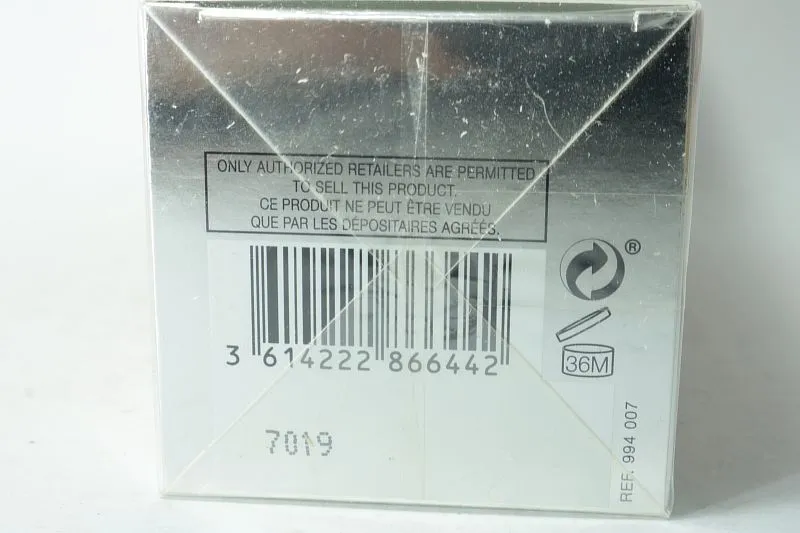 ONLY AUTHORIZED RETAILERS ARE PERMITTED
TO SELL THIS PRODUCT.
CE PRODUIT NE PEUT ÊTRE VENDU
QUE PAR LES DÉPOSITAIRES AGRÉÉS.
®
36M
3 614222 866442
7019
REF. 994 007